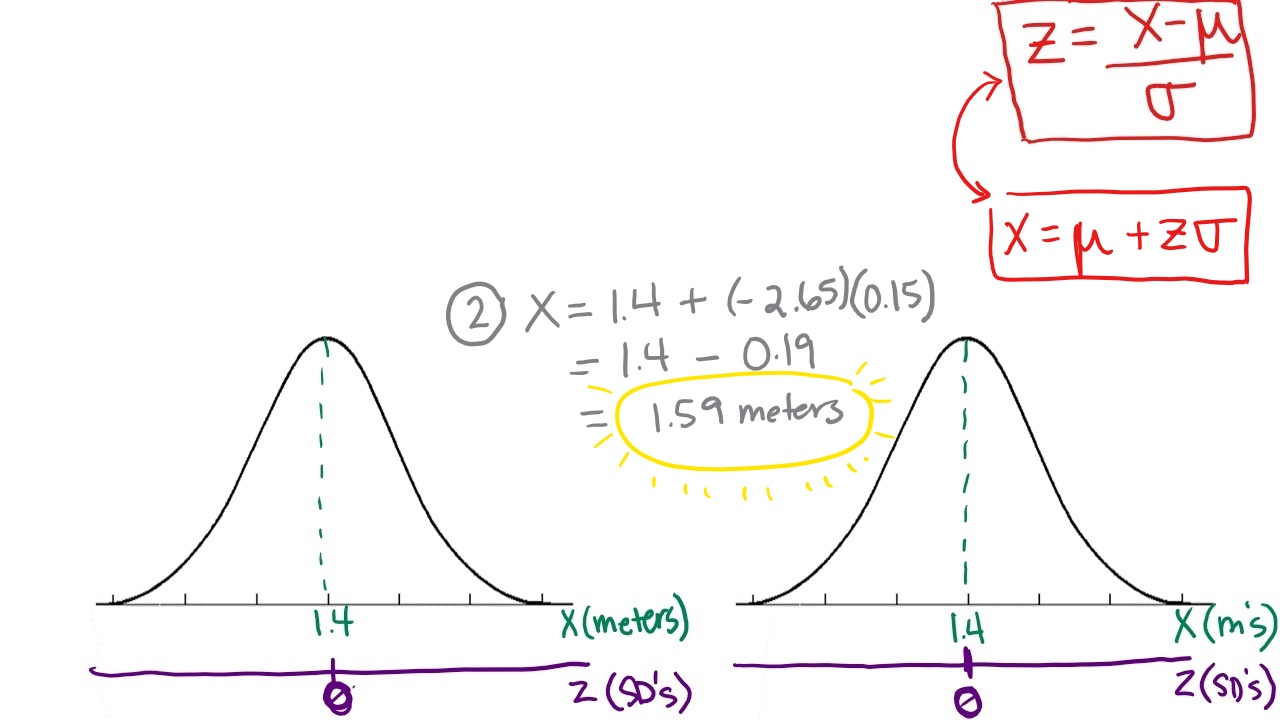 Z = X - μ / σ
X = μ + Zσ
② X = 1.4 + (-2.65)(0.15)
= 1.4 - 0.19
= 1.59 meters
1.4 X (meters)
0 Z (SD's)
1.4 X (m's)
0 Z (SD's)